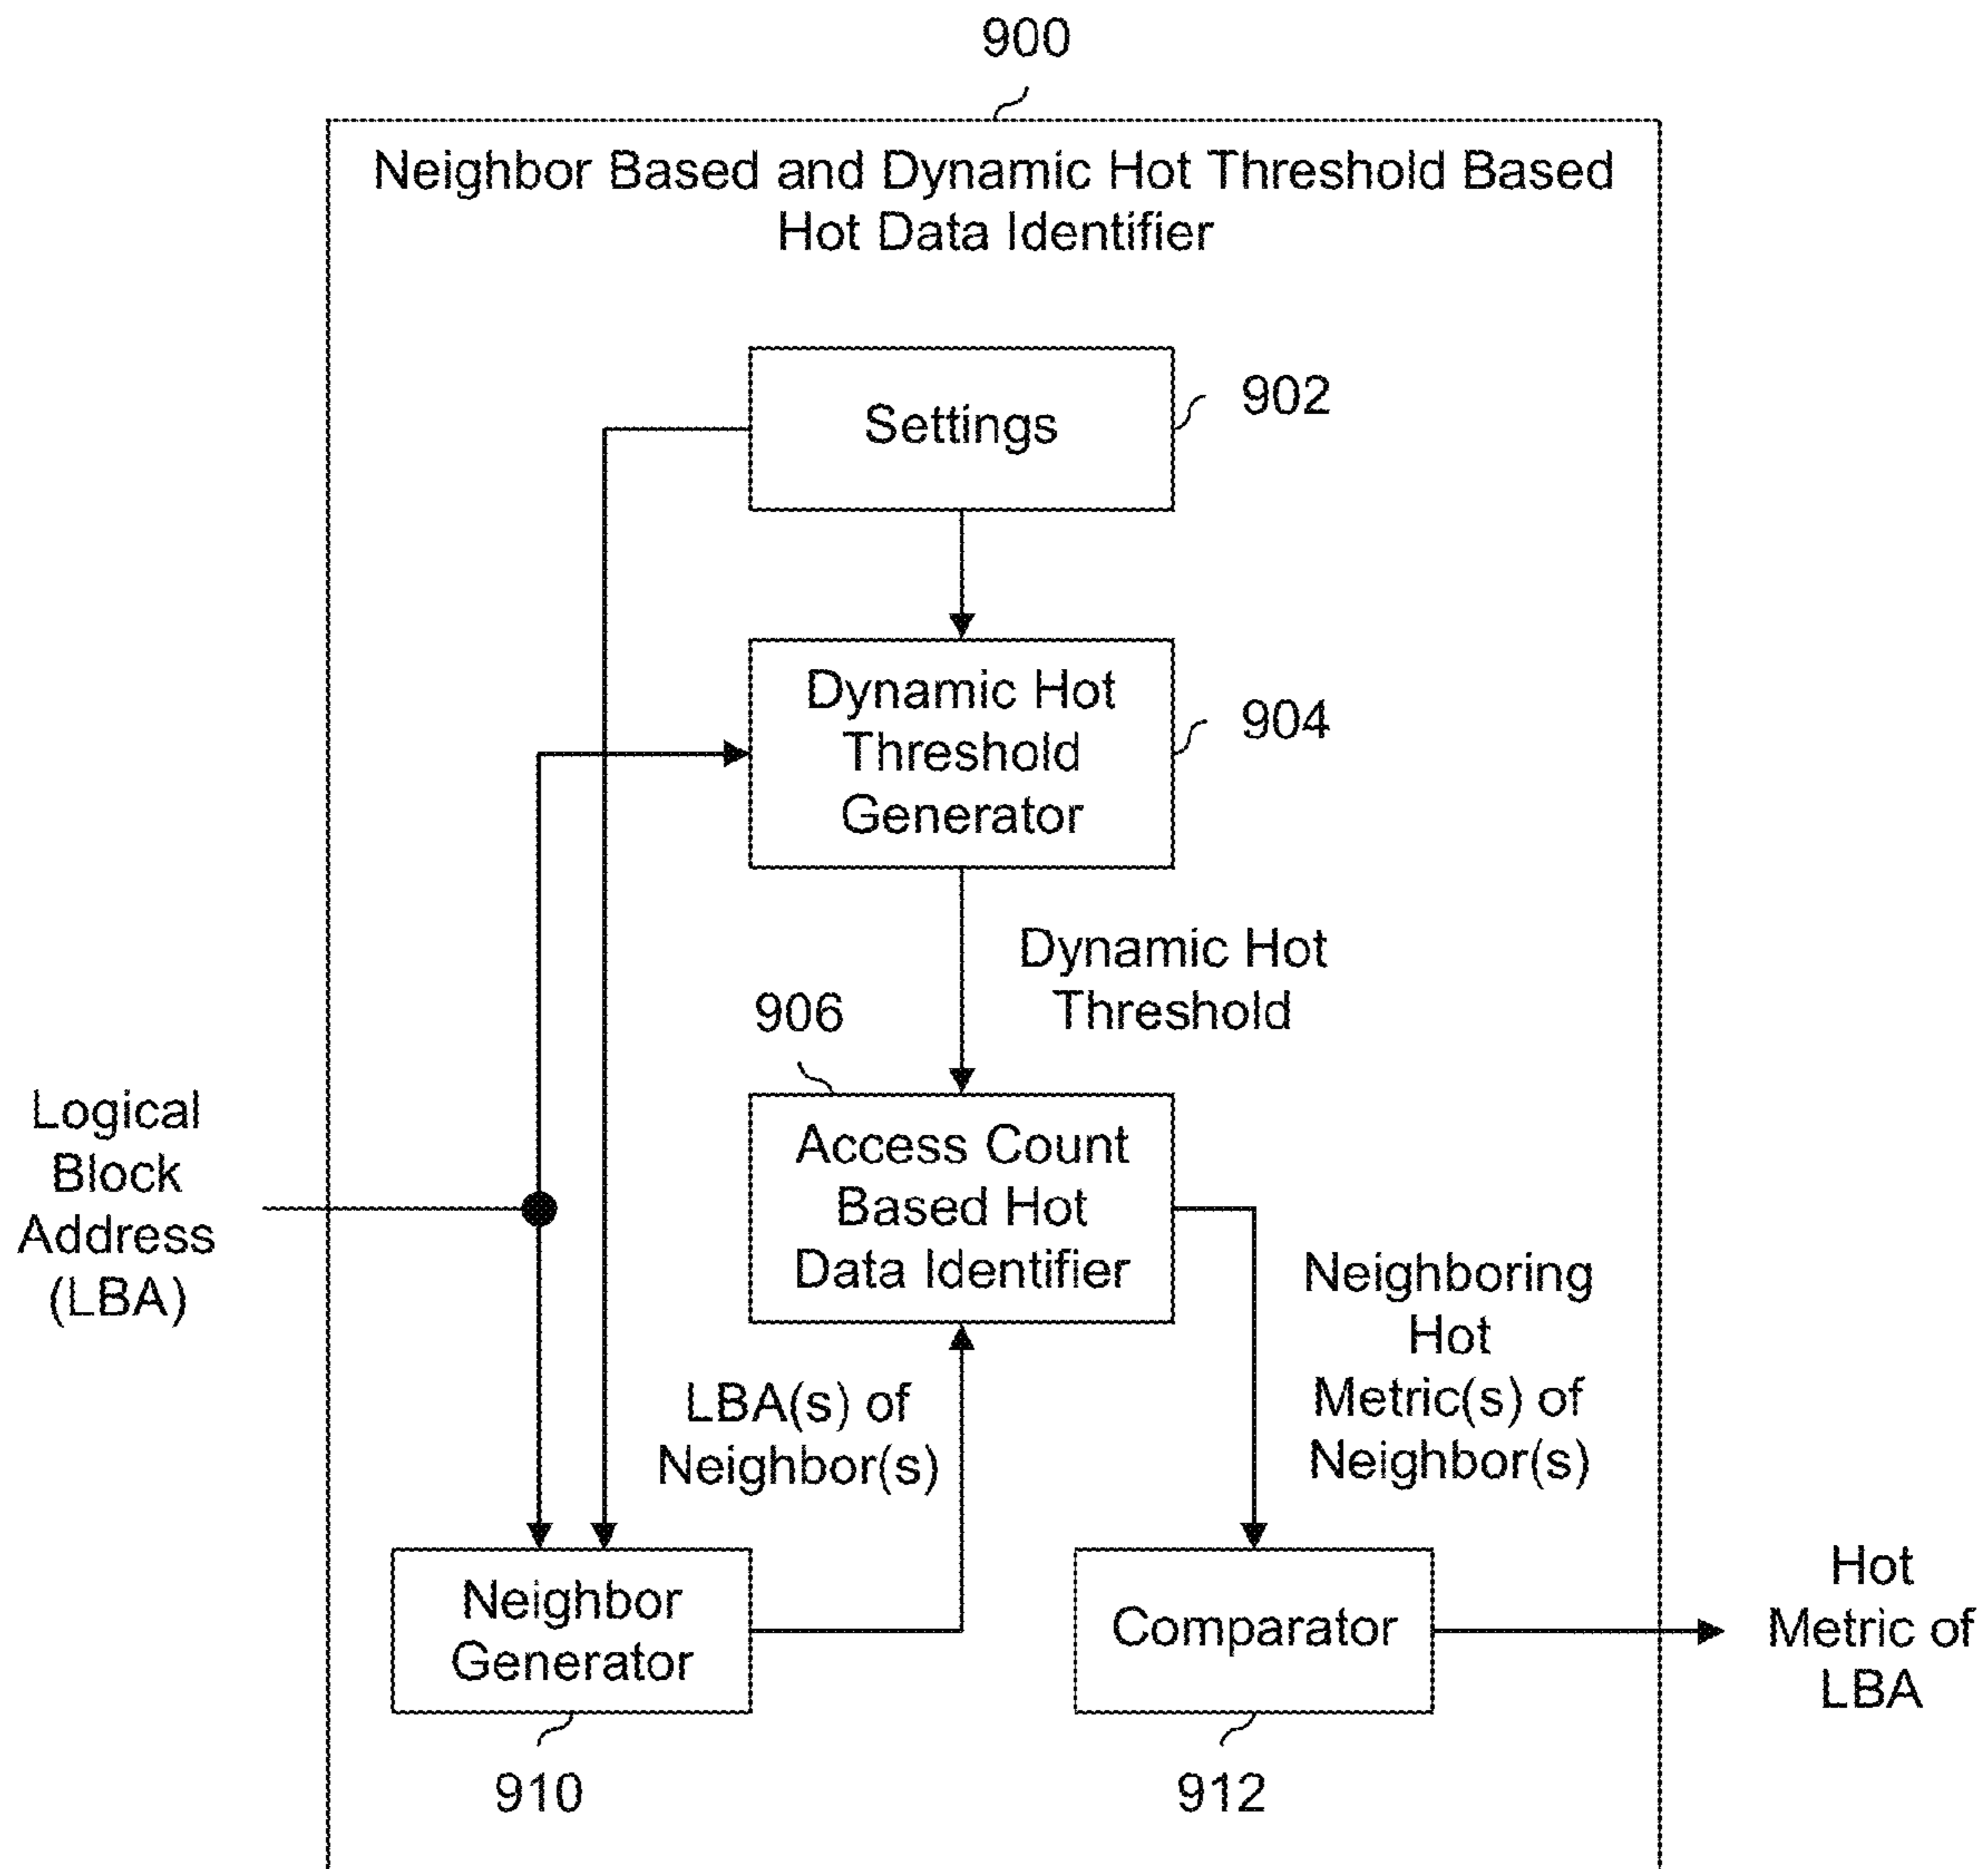 900
Neighbor Based and Dynamic Hot Threshold Based
Hot Data Identifier
Settings
902
Dynamic Hot
Threshold
Generator
904
Dynamic Hot
Threshold
906
Access Count
Based Hot
Data Identifier
Logical
Block
Address
(LBA)
Neighboring
Hot
Metric(s) of
Neighbor(s)
LBA(s) of
Neighbor(s)
Neighbor
Generator
910
Comparator
912
Hot
Metric of
LBA